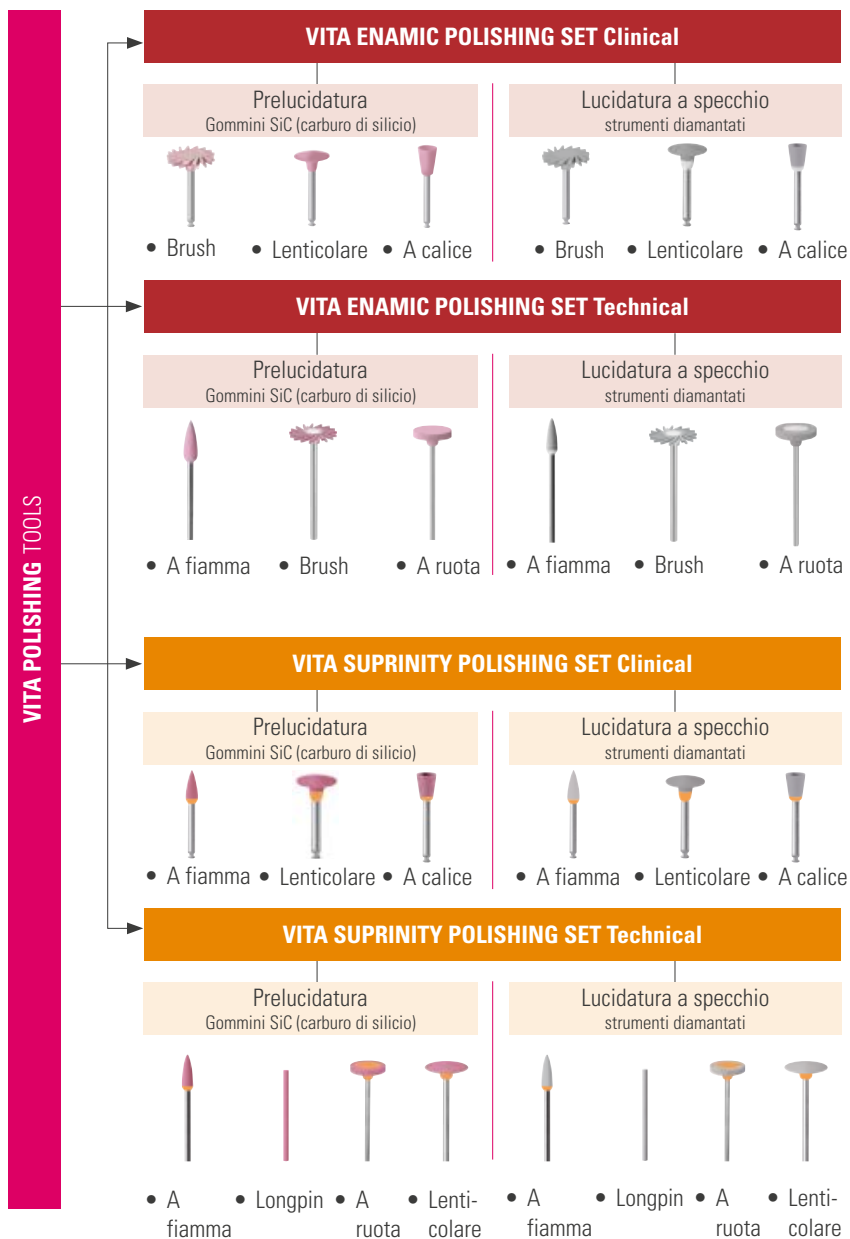 VITA POLISHING TOOLS
VITA ENAMIC POLISHING SET Clinical
Prelucidatura
Gommini SiC (carburo di silicio)
Lucidatura a specchio
strumenti diamantati
• Brush
• Lenticolare
• A calice
• Brush
• Lenticolare
• A calice
VITA ENAMIC POLISHING SET Technical
Prelucidatura
Gommini SiC (carburo di silicio)
Lucidatura a specchio
strumenti diamantati
• A fiamma
• Brush
• A ruota
• A fiamma
• Brush
• A ruota
VITA SUPRINITY POLISHING SET Clinical
Prelucidatura
Gommini SiC (carburo di silicio)
Lucidatura a specchio
strumenti diamantati
• A fiamma
• Lenticolare
• A calice
• A fiamma
• Lenticolare
• A calice
VITA SUPRINITY POLISHING SET Technical
Prelucidatura
Gommini SiC (carburo di silicio)
Lucidatura a specchio
strumenti diamantati
• A
fiamma
• Longpin
• A
ruota
• Lenti-
colare
• A
fiamma
• Longpin
• A
ruota
• Lenti-
colare